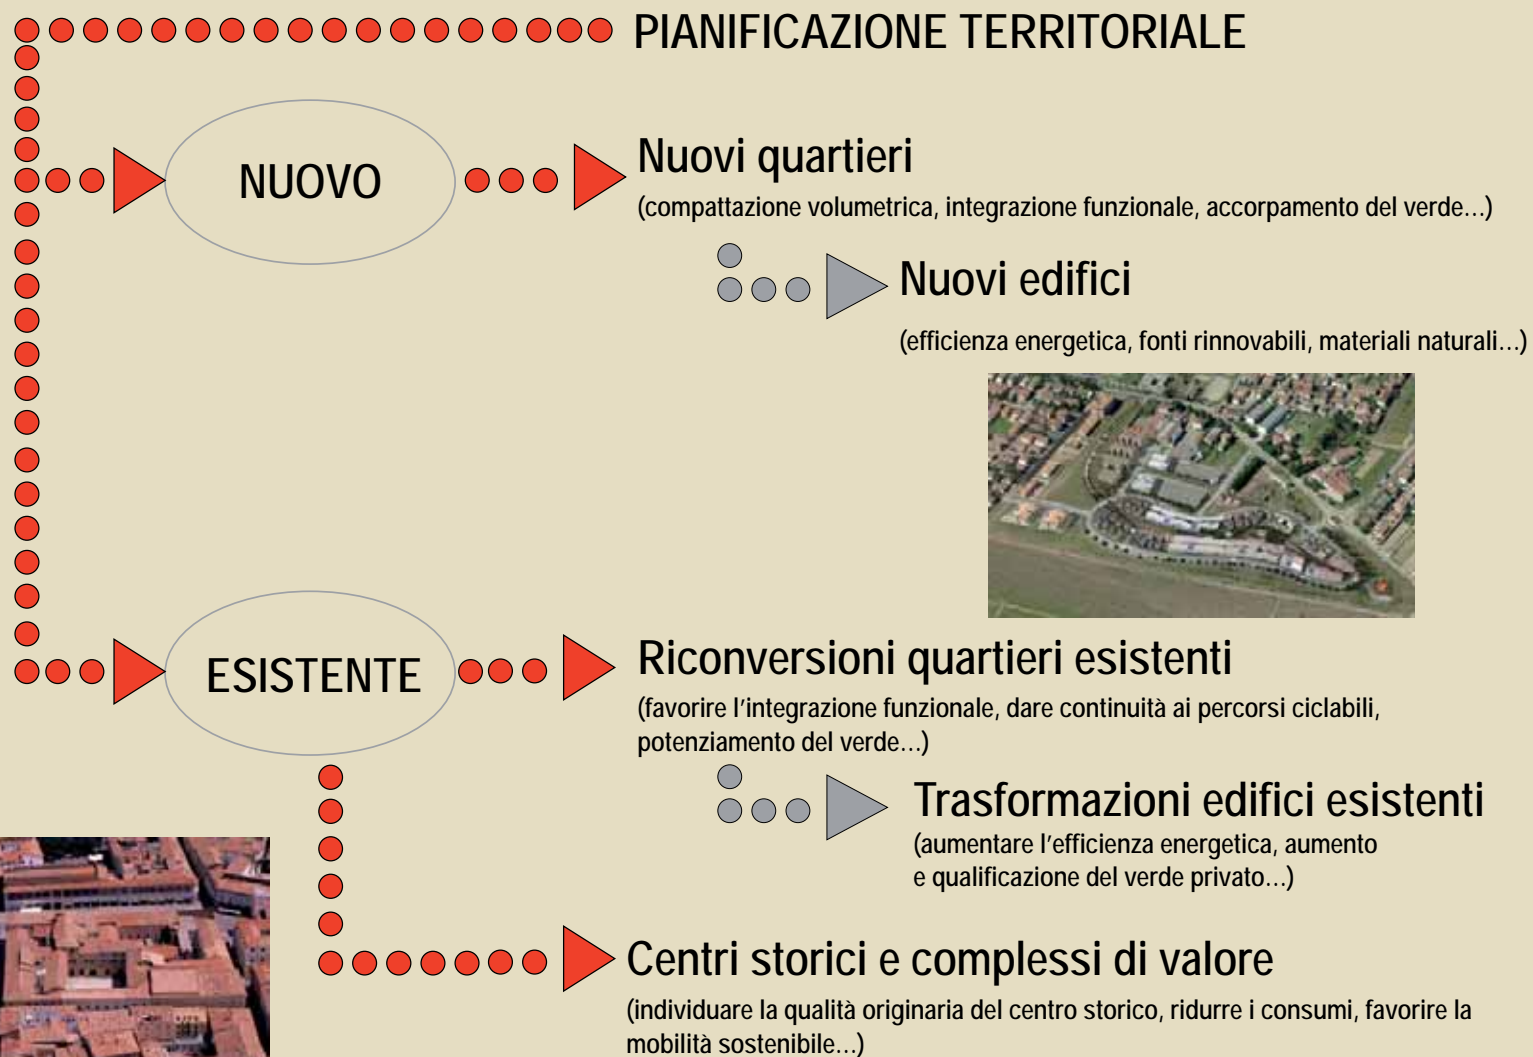 PIANIFICAZIONE TERRITORIALE
NUOVO
Nuovi quartieri
(compattazione volumetrica, integrazione funzionale, accorpamento del verde...)
Nuovi edifici
(efficienza energetica, fonti rinnovabili, materiali naturali...)
ESISTENTE
Riconversioni quartieri esistenti
(favorire l'integrazione funzionale, dare continuità ai percorsi ciclabili,
potenziamento del verde...)
Trasformazioni edifici esistenti
(aumentare l'efficienza energetica, aumento
e qualificazione del verde privato...)
Centri storici e complessi di valore
(individuare la qualità originaria del centro storico, ridurre i consumi, favorire la
mobilità sostenibile...)